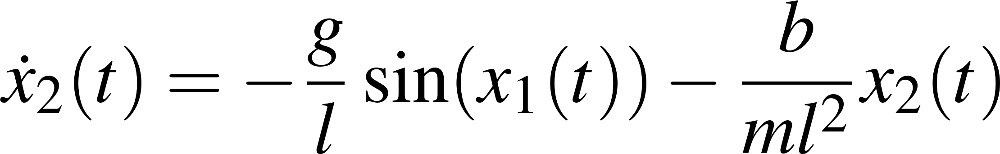 ẋ₂(t) = −g/l sin(x₁(t)) − b/ml² x₂(t)